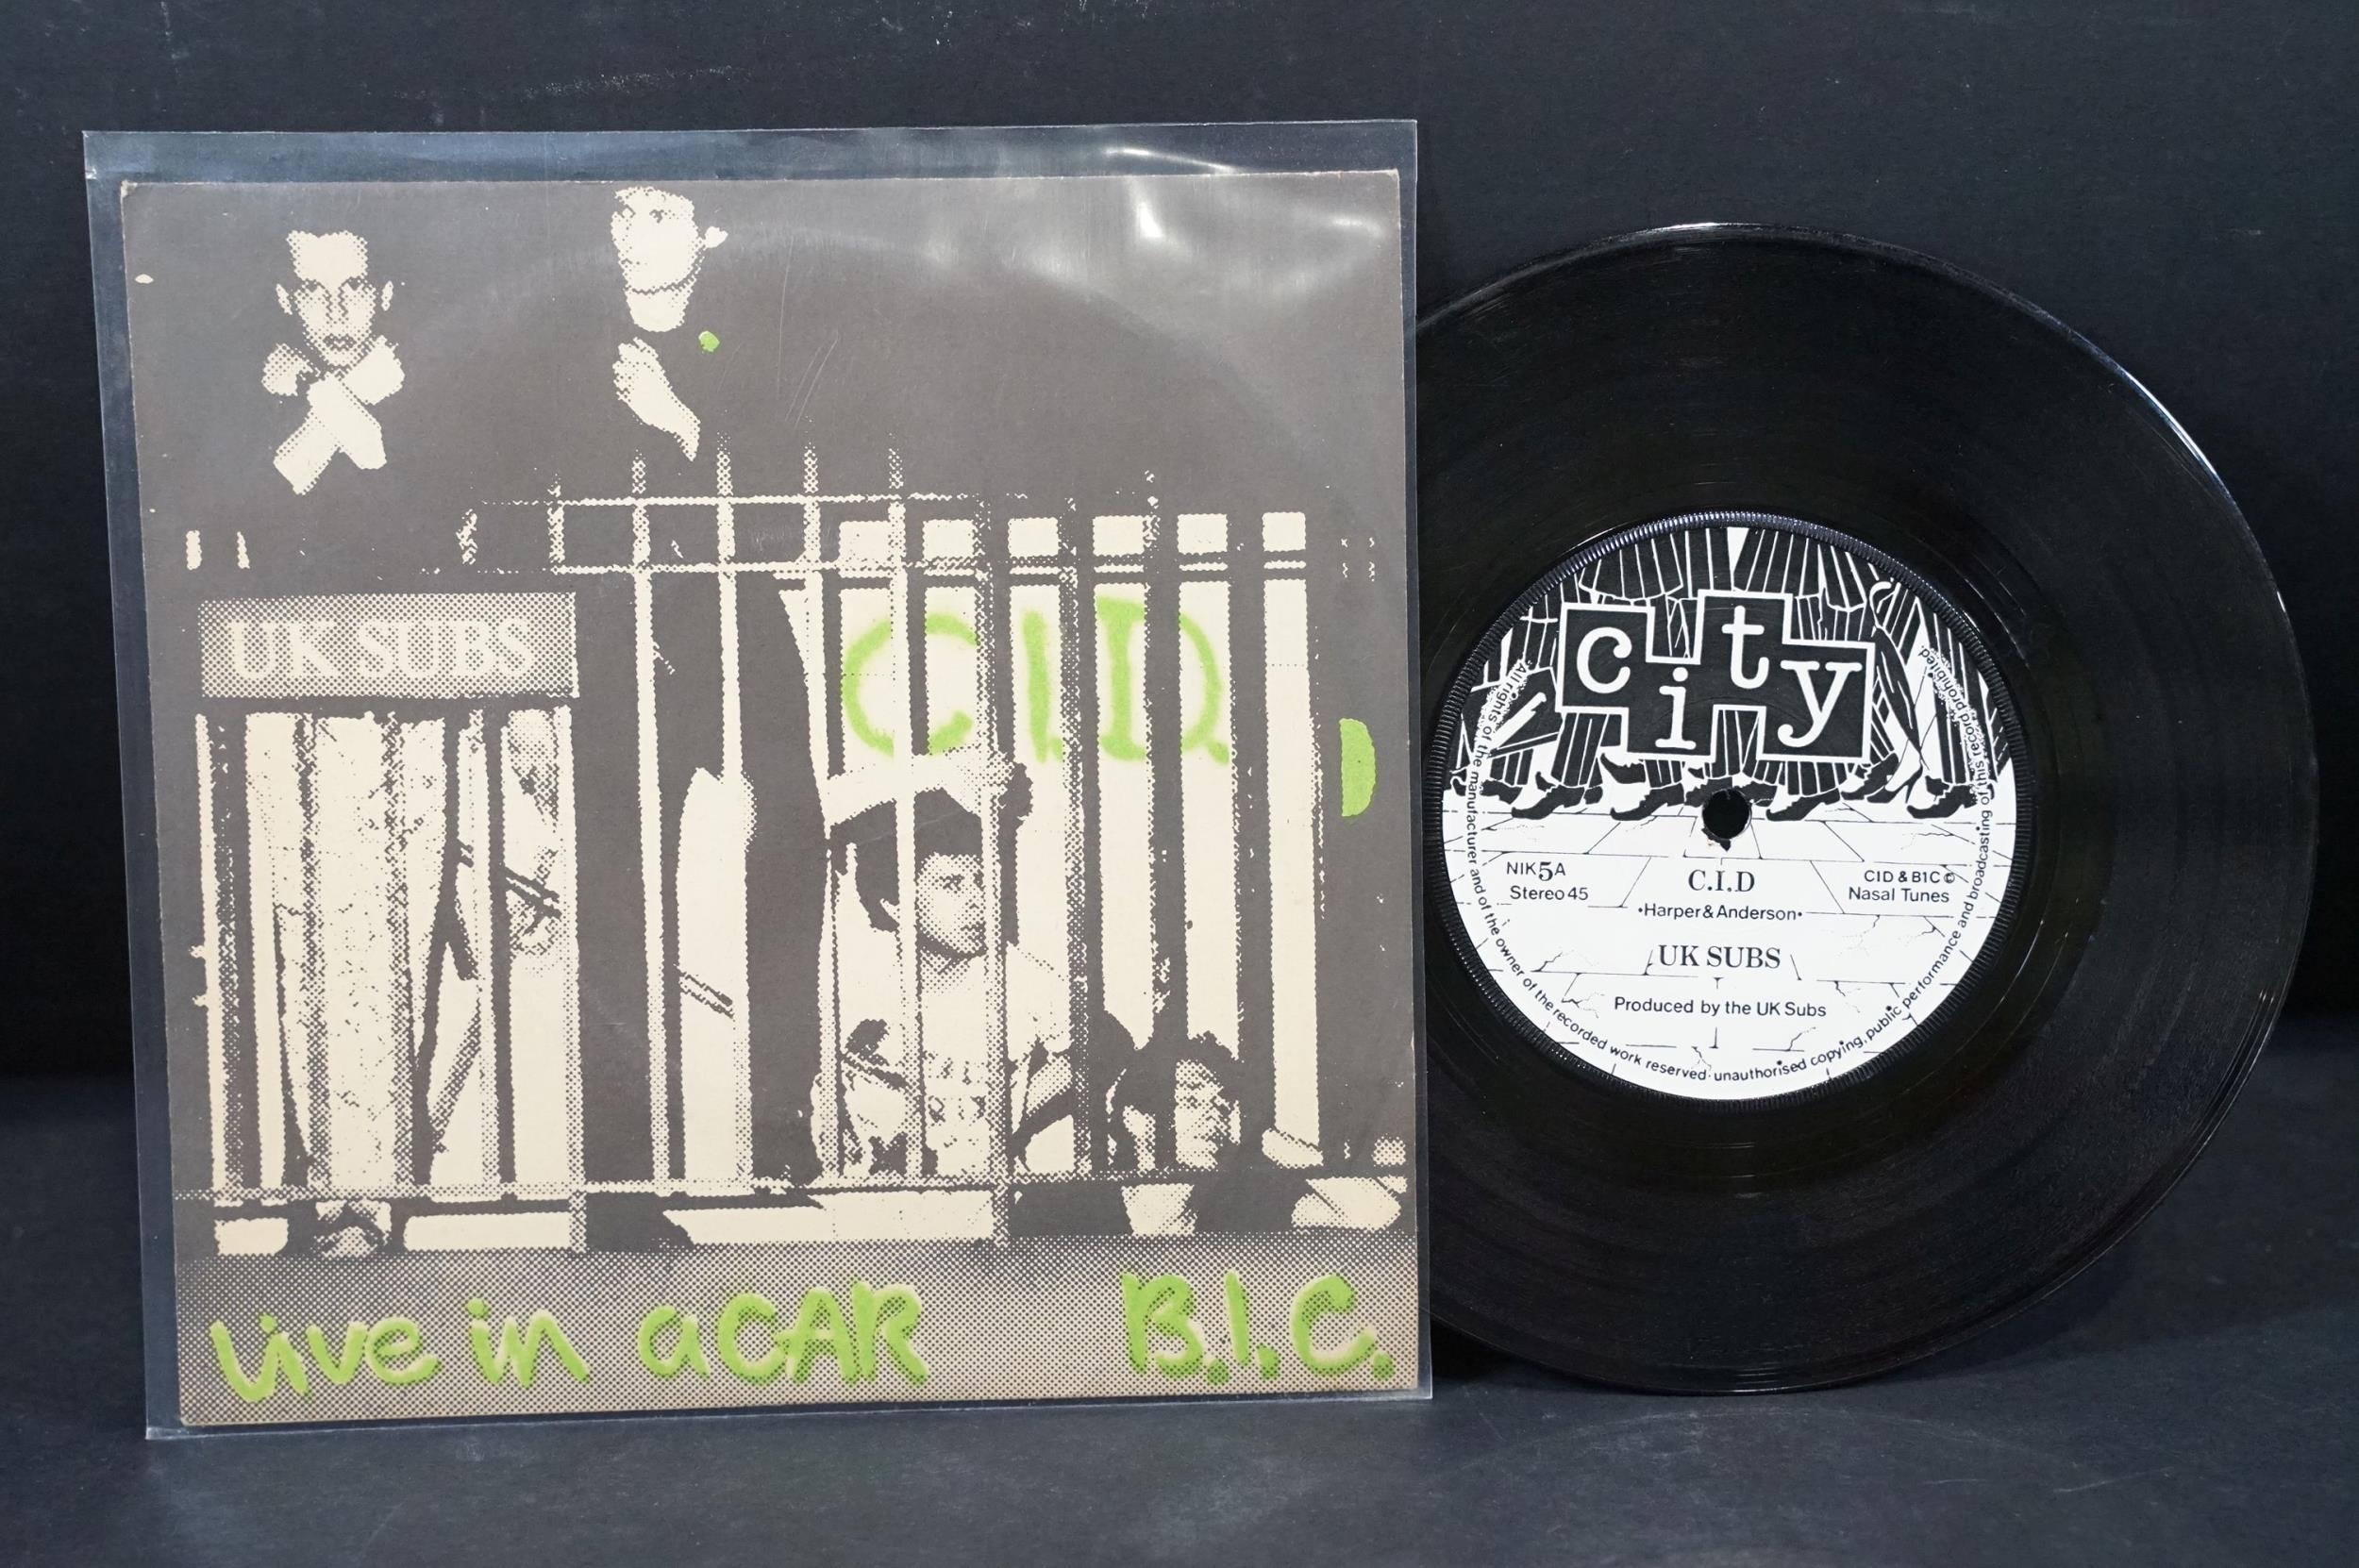 UK SUBS
C.I.D.
Live in a CAR
B.I.C.
city
NIK5A
Stereo 45
C.I.D
•Harper & Anderson•
CID & B1C ©
Nasal Tunes
UK SUBS
Produced by the UK Subs
All rights of the manufacturer and of the owner of the recorded work reserved· unauthorised copying, public performance and broadcasting of this record prohibited.